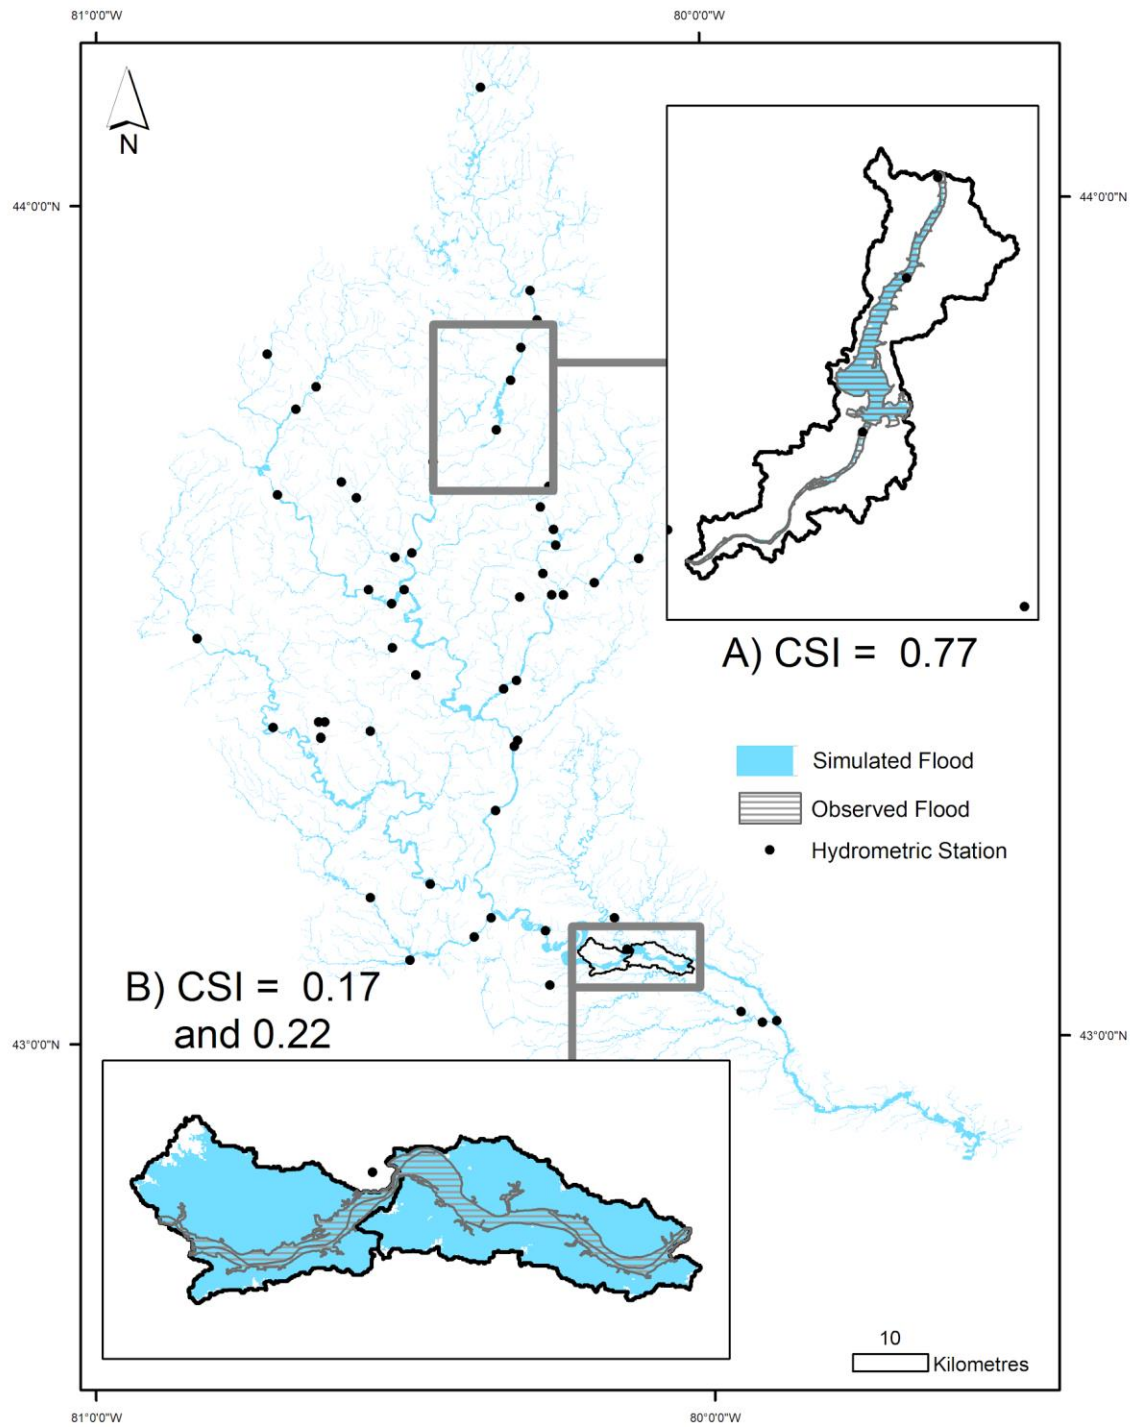 81°0'0"W
80°0'0"W
N
44°0'0"N
44°0'0"N
A) CSI = 0.77
Simulated Flood
Observed Flood
Hydrometric Station
B) CSI = 0.17
and 0.22
43°0'0"N
43°0'0"N
10
Kilometres
81°0'0"W
80°0'0"W